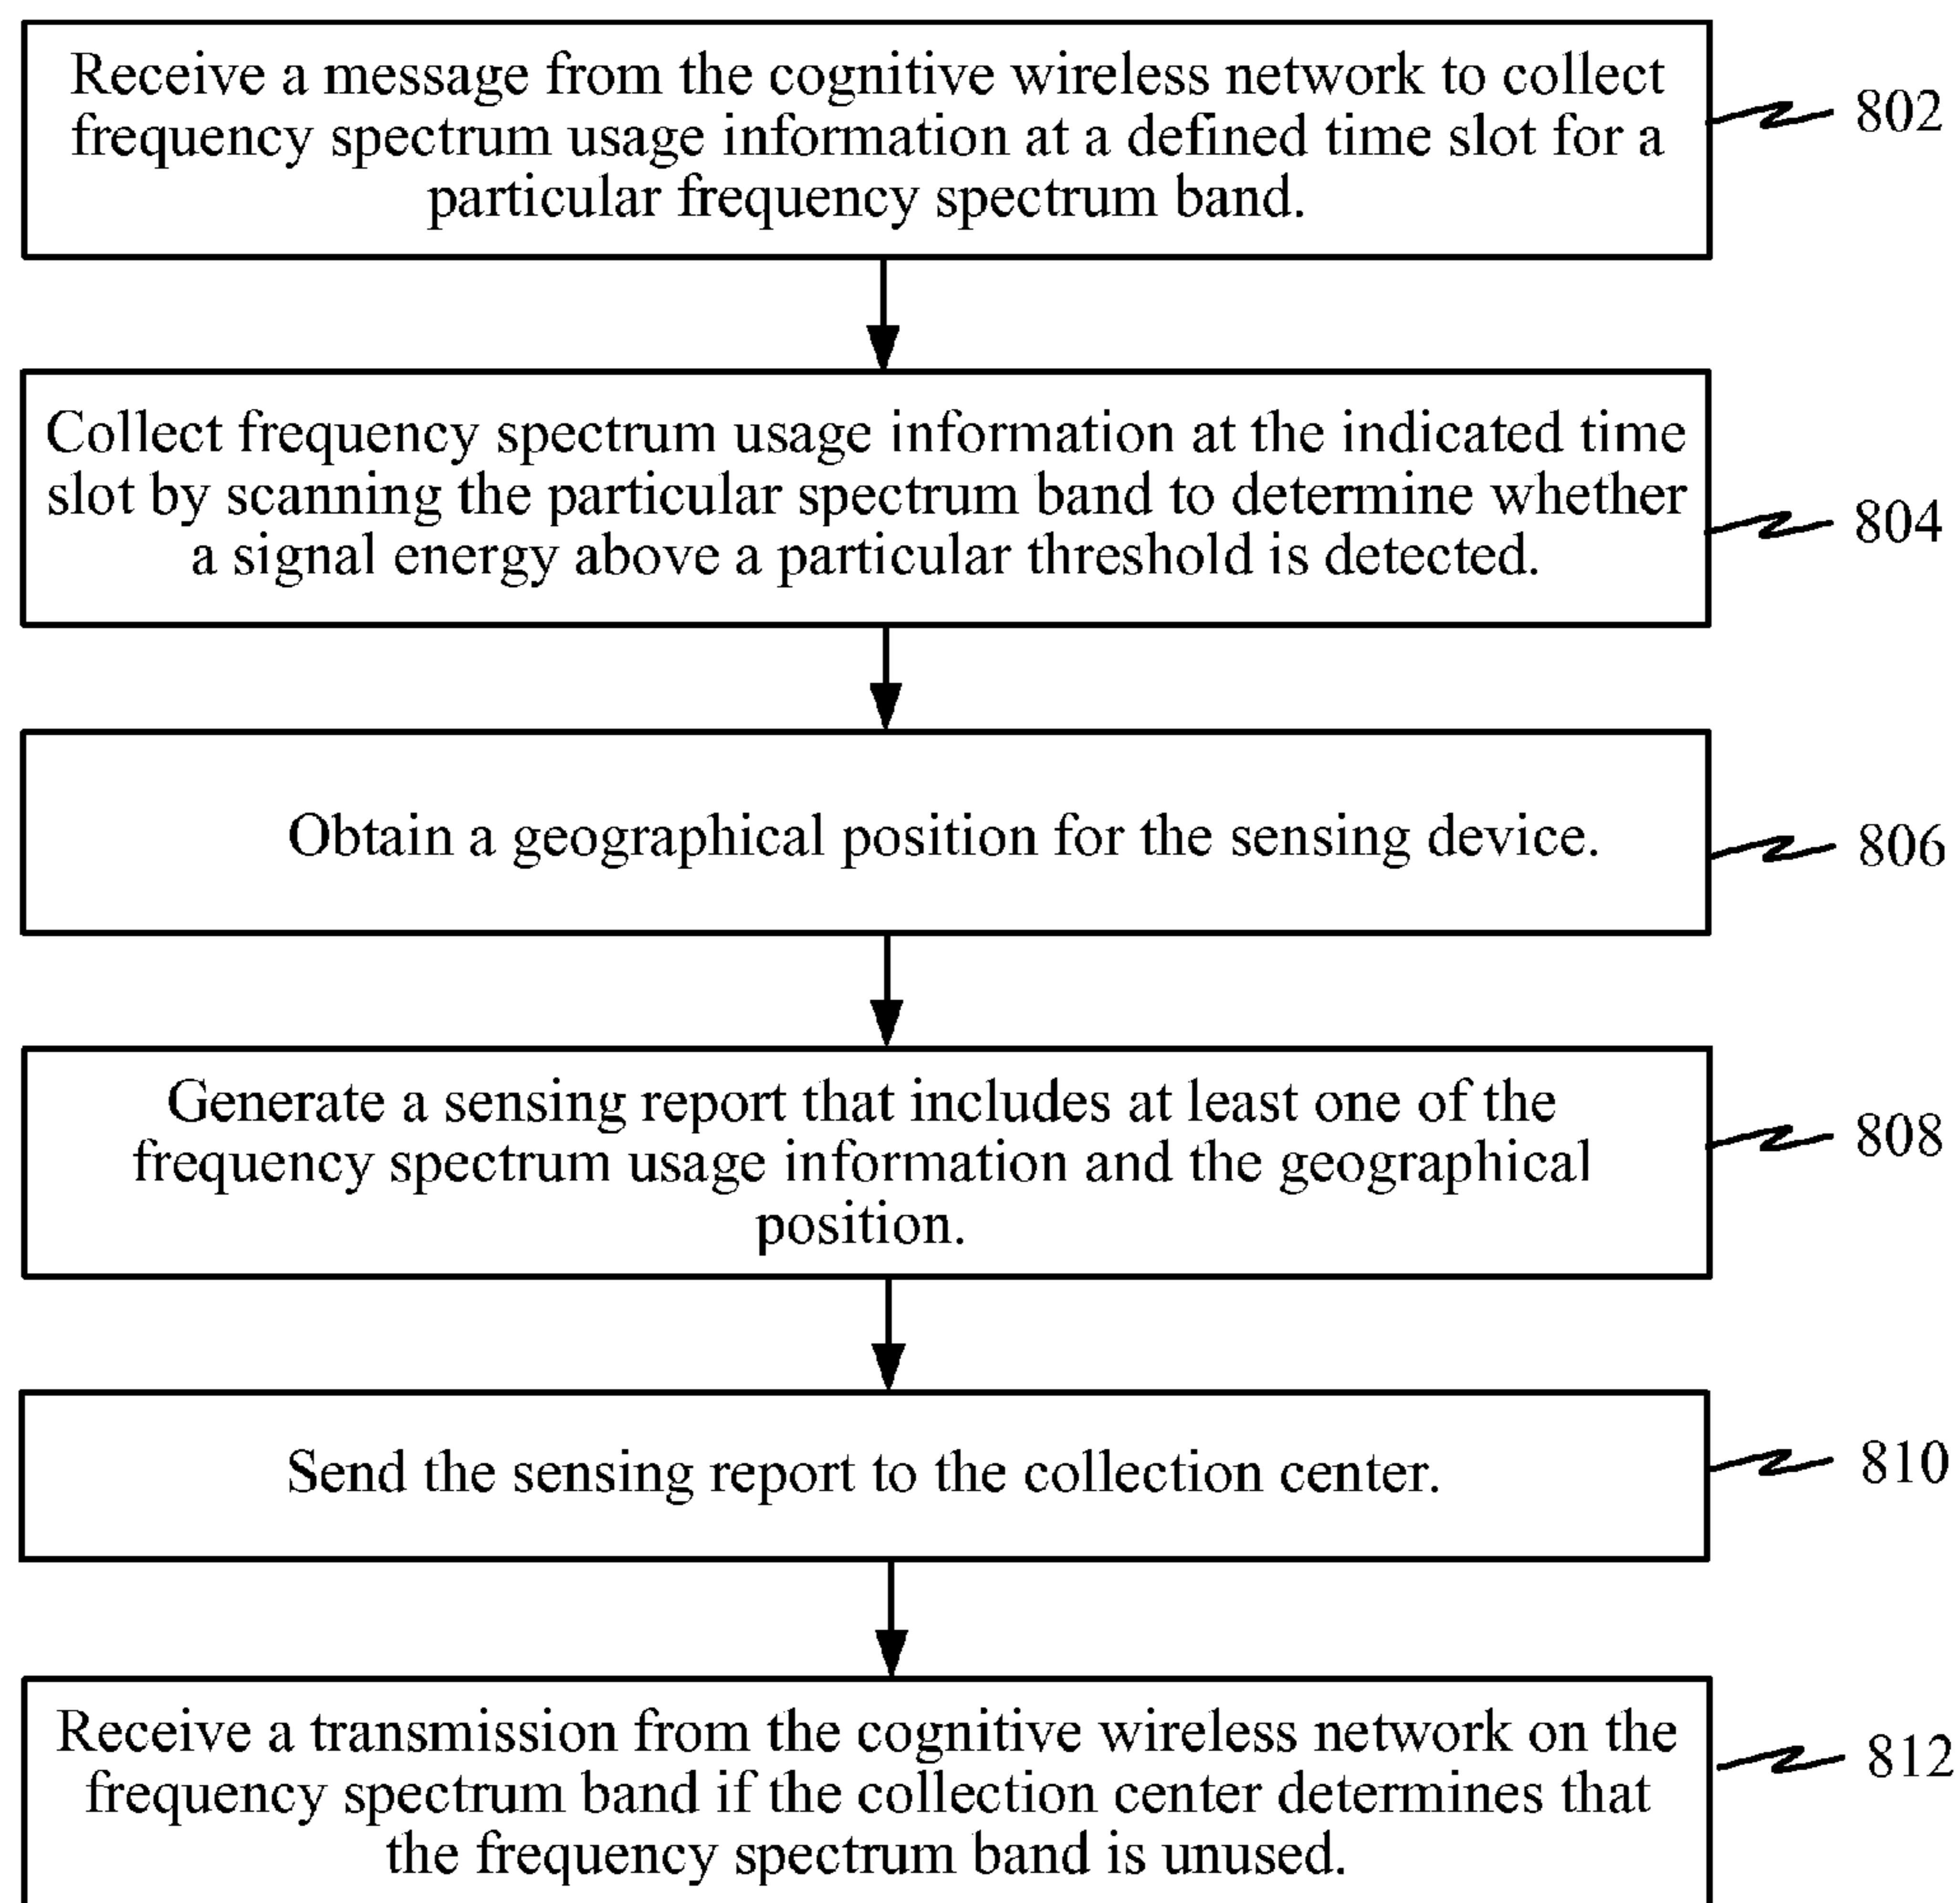 Receive a message from the cognitive wireless network to collect
frequency spectrum usage information at a defined time slot for a
particular frequency spectrum band.
802
Collect frequency spectrum usage information at the indicated time
slot by scanning the particular spectrum band to determine whether
a signal energy above a particular threshold is detected.
804
Obtain a geographical position for the sensing device.
806
Generate a sensing report that includes at least one of the
frequency spectrum usage information and the geographical
position.
808
Send the sensing report to the collection center.
810
Receive a transmission from the cognitive wireless network on the
frequency spectrum band if the collection center determines that
the frequency spectrum band is unused.
812